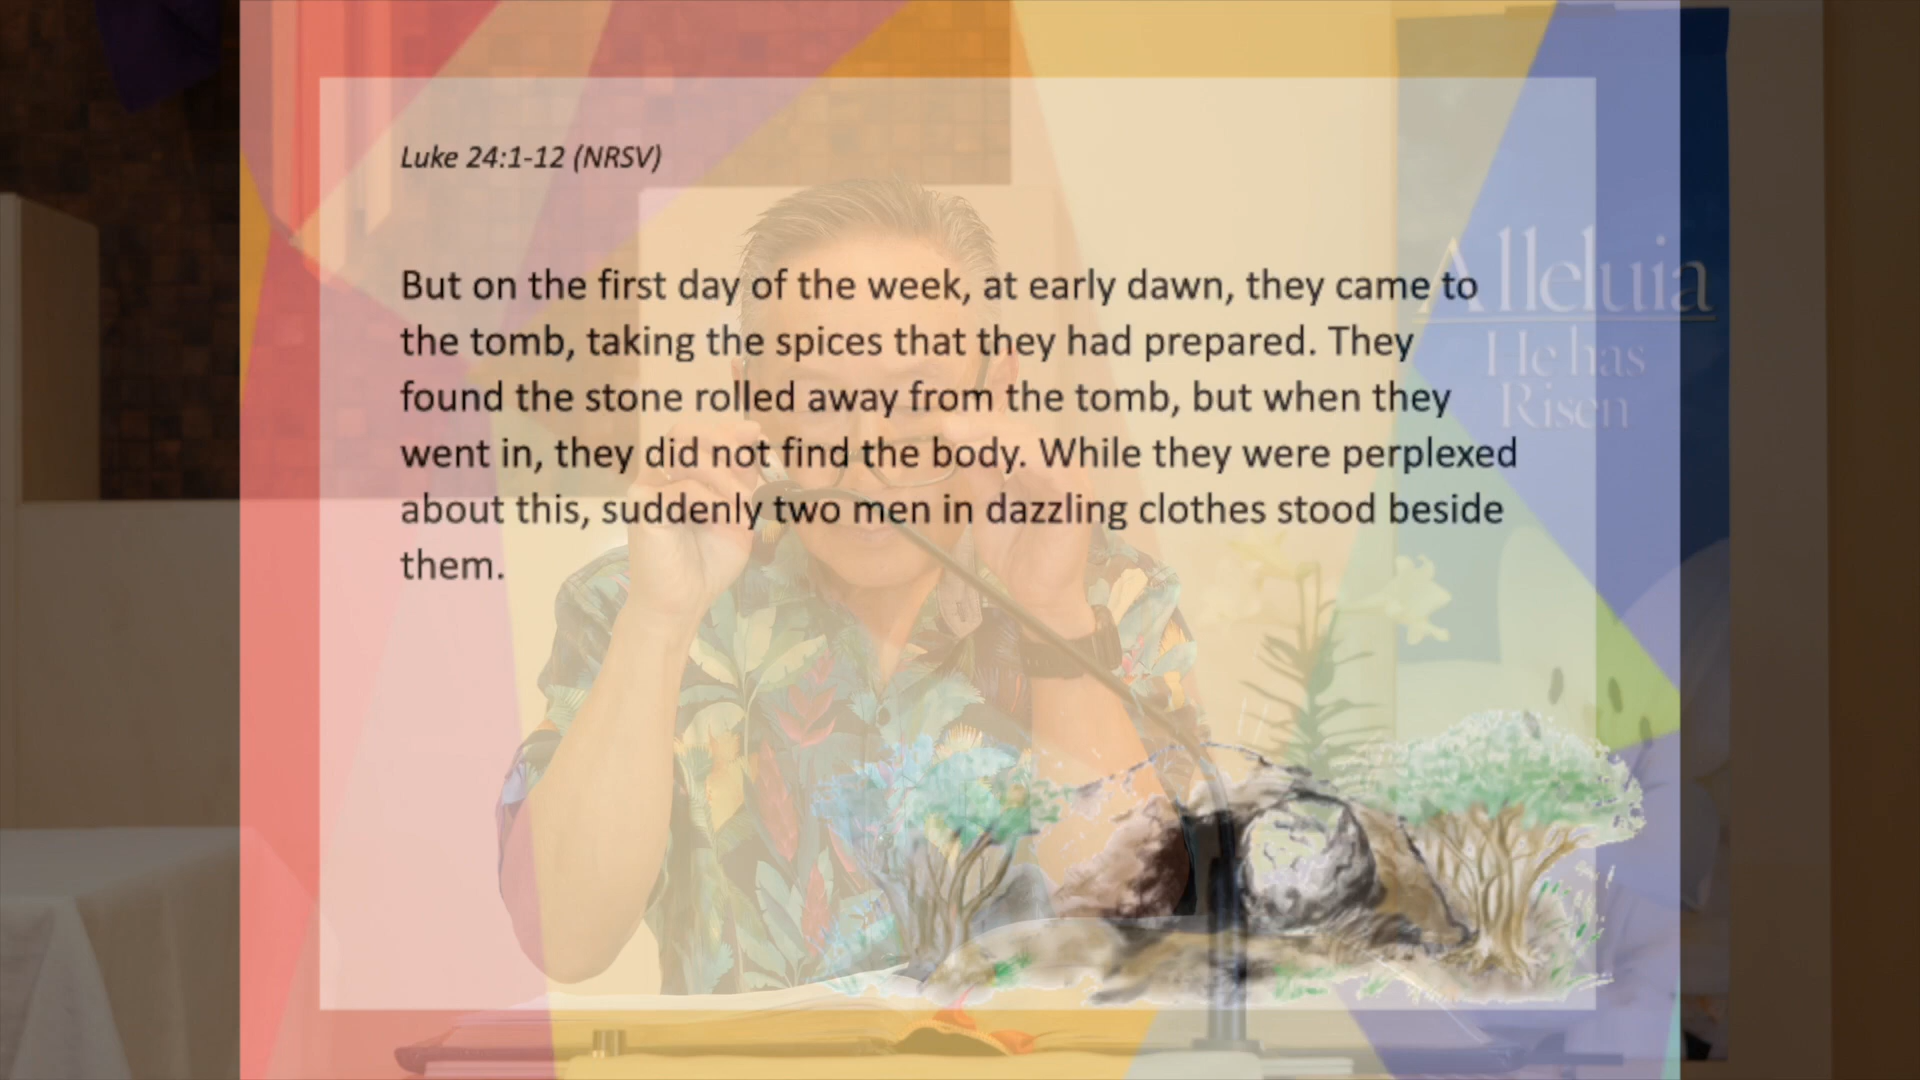 Luke 24:1-12 (NRSV)
But on the first day of the week, at early dawn, they came to
the tomb, taking the spices that they had prepared. They
found the stone rolled away from the tomb, but when they
went in, they did not find the body. While they were perplexed
about this, suddenly two men in dazzling clothes stood beside
them.
Alleluia
He has
Risen